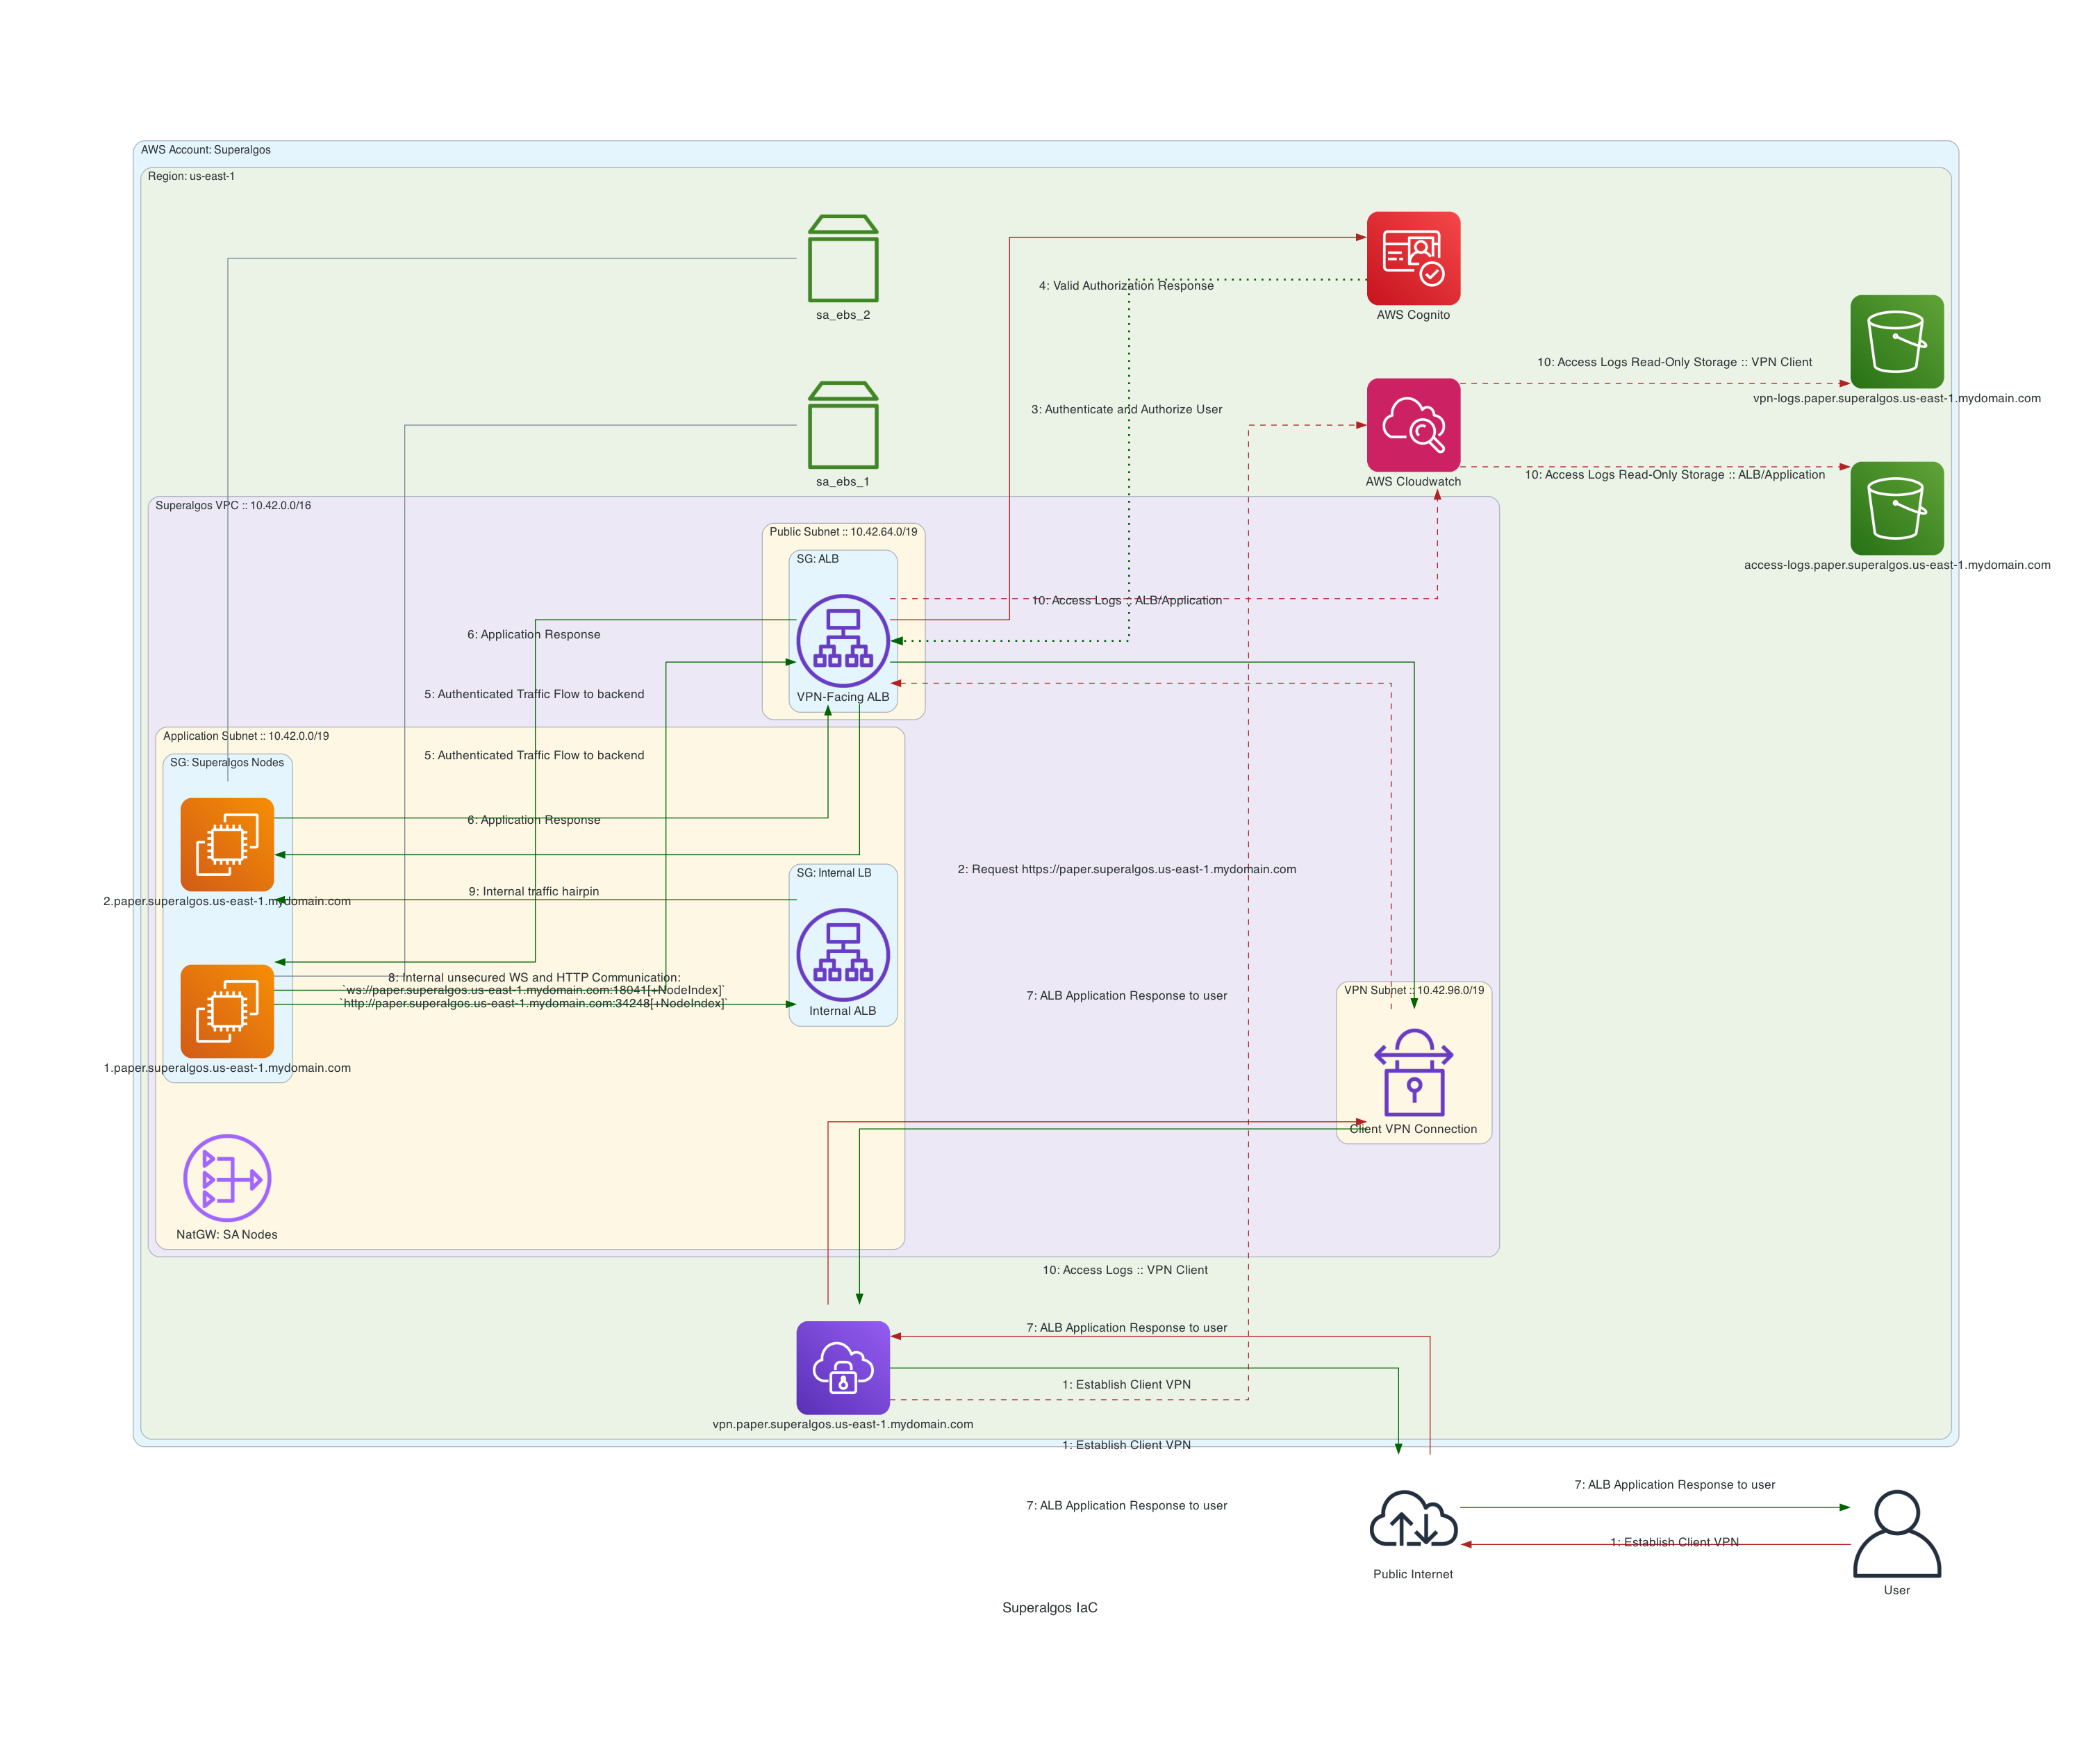 AWS Account: Superalgos
Region: us-east-1
sa_ebs_2
4: Valid Authorization Response
AWS Cognito
10: Access Logs Read-Only Storage :: VPN Client
vpn-logs.paper.superalgos.us-east-1.mydomain.com
3: Authenticate and Authorize User
sa_ebs_1
AWS Cloudwatch
10: Access Logs Read-Only Storage :: ALB/Application
access-logs.paper.superalgos.us-east-1.mydomain.com
Superalgos VPC :: 10.42.0.0/16
Public Subnet :: 10.42.64.0/19
SG: ALB
10: Access Logs :: ALB/Application
6: Application Response
5: Authenticated Traffic Flow to backend
VPN-Facing ALB
Application Subnet :: 10.42.0.0/19
5: Authenticated Traffic Flow to backend
SG: Superalgos Nodes
6: Application Response
2: Request https://paper.superalgos.us-east-1.mydomain.com
SG: Internal LB
9: Internal traffic hairpin
2.paper.superalgos.us-east-1.mydomain.com
8: Internal unsecured WS and HTTP Communication:
`ws://paper.superalgos.us-east-1.mydomain.com:18041[+NodeIndex]`
`http://paper.superalgos.us-east-1.mydomain.com:34248[+NodeIndex]`
7: ALB Application Response to user
VPN Subnet :: 10.42.96.0/19
Internal ALB
1.paper.superalgos.us-east-1.mydomain.com
Client VPN Connection
NatGW: SA Nodes
10: Access Logs :: VPN Client
7: ALB Application Response to user
1: Establish Client VPN
vpn.paper.superalgos.us-east-1.mydomain.com
1: Establish Client VPN
7: ALB Application Response to user
7: ALB Application Response to user
1: Establish Client VPN
Public Internet
User
Superalgos IaC